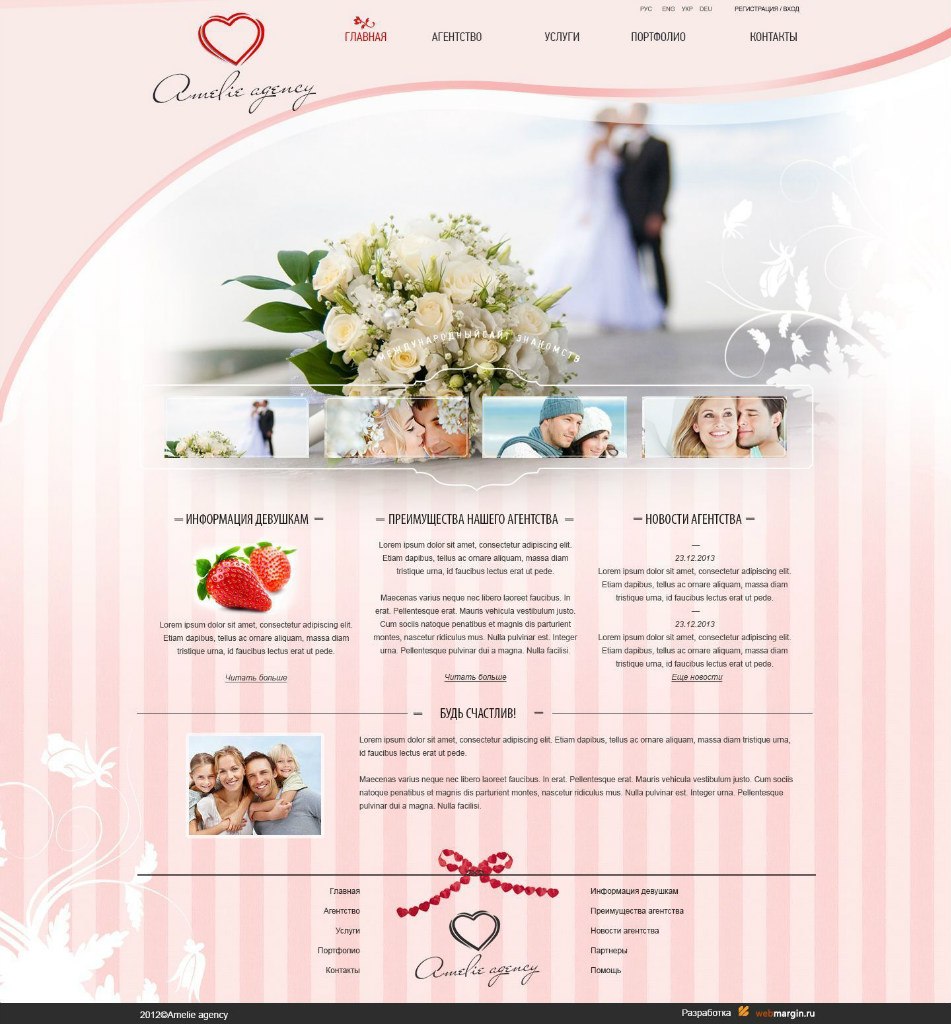 РУС ENG УКР DEU РЕГИСТРАЦИЯ / ВХОД
ГЛАВНАЯ АГЕНТСТВО УСЛУГИ ПОРТФОЛИО КОНТАКТЫ
Amelie agency
МЕЖДУНАРОДНЫЙ САЙТ ЗНАКОМСТВ
ИНФОРМАЦИЯ ДЕВУШКАМ
Lorem ipsum dolor sit amet, consectetur adipiscing elit.
Etiam dapibus, tellus ac ornare aliquam, massa diam
tristique urna, id faucibus lectus erat ut pede.
Читать больше
ПРЕИМУЩЕСТВА НАШЕГО АГЕНТСТВА
Lorem ipsum dolor sit amet, consectetur adipiscing elit.
Etiam dapibus, tellus ac ornare aliquam, massa diam
tristique urna, id faucibus lectus erat ut pede.
Maecenas varius neque nec libero laoreet faucibus. In
erat. Pellentesque erat. Mauris vehicula vestibulum justo.
Cum sociis natoque penatibus et magnis dis parturient
montes, nascetur ridiculus mus. Nulla pulvinar est. Integer
urna. Pellentesque pulvinar dui a magna. Nulla facilisi.
Читать больше
НОВОСТИ АГЕНТСТВА
—
23.12.2013
Lorem ipsum dolor sit amet, consectetur adipiscing elit.
Etiam dapibus, tellus ac ornare aliquam, massa diam
tristique urna, id faucibus lectus erat ut pede.
—
23.12.2013
Lorem ipsum dolor sit amet, consectetur adipiscing elit.
Etiam dapibus, tellus ac ornare aliquam, massa diam
tristique urna, id faucibus lectus erat ut pede.
Еще новости
БУДЬ СЧАСТЛИВ!
Lorem ipsum dolor sit amet, consectetur adipiscing elit. Etiam dapibus, tellus ac ornare aliquam, massa diam tristique urna,
id faucibus lectus erat ut pede.
Maecenas varius neque nec libero laoreet faucibus. In erat. Pellentesque erat. Mauris vehicula vestibulum justo. Cum sociis
natoque penatibus et magnis dis parturient montes, nascetur ridiculus mus. Nulla pulvinar est. Integer urna. Pellentesque
pulvinar dui a magna. Nulla facilisi.
Главная
Агентство
Услуги
Портфолио
Контакты
Amelie agency
Информация девушкам
Преимущества агентства
Новости агентства
Партнеры
Помощь
2012©Amelie agency
Разработка webmargin.ru